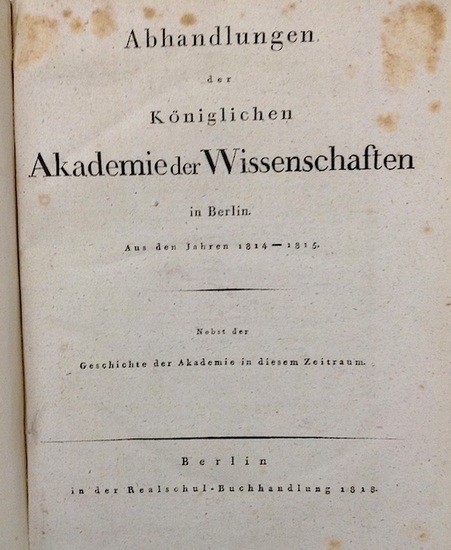 Abhandlungen
der
Königlichen
Akademie der Wissenschaften
in Berlin.
Aus den Jahren 1814—1815.
Nebst der
Geschichte der Akademie in diesem Zeitraum.
Berlin
in der Realschul-Buchhandlung 1818.